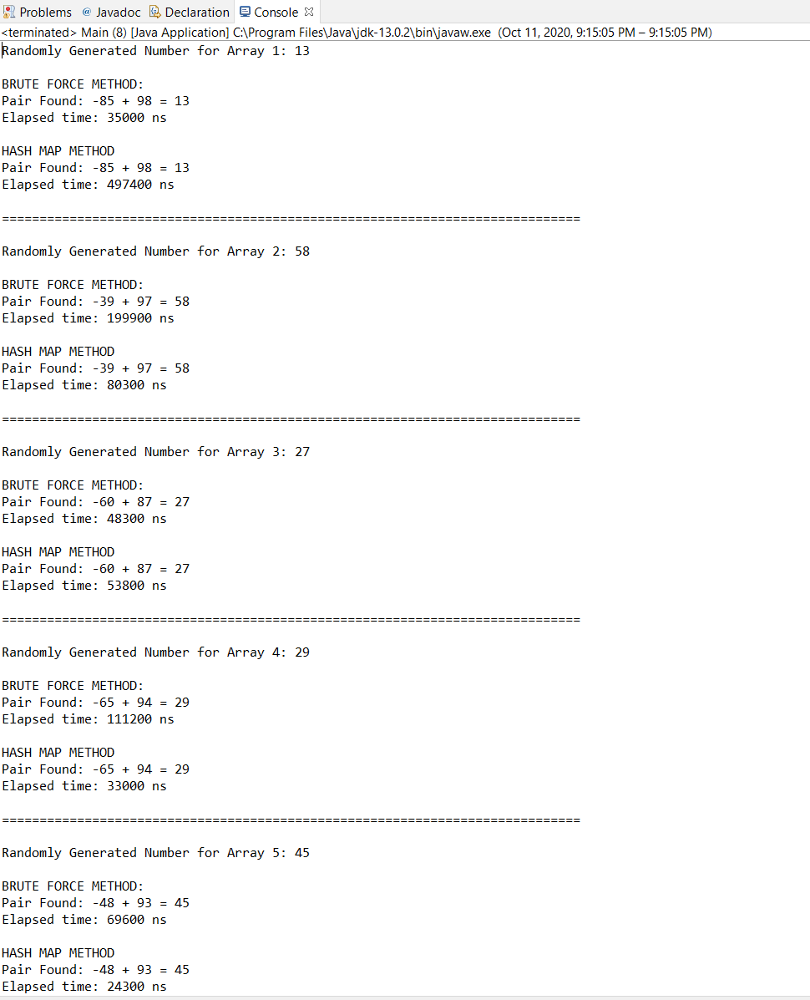 Problems @ Javadoc Declaration Console
<terminated> Main (8) [Java Application] C:\Program Files\Java\jdk-13.0.2\bin\javaw.exe (Oct 11, 2020, 9:15:05 PM – 9:15:05 PM)
Randomly Generated Number for Array 1: 13
BRUTE FORCE METHOD:
Pair Found: -85 + 98 = 13
Elapsed time: 35000 ns
HASH MAP METHOD
Pair Found: -85 + 98 = 13
Elapsed time: 497400 ns
=============================================================================
Randomly Generated Number for Array 2: 58
BRUTE FORCE METHOD:
Pair Found: -39 + 97 = 58
Elapsed time: 199900 ns
HASH MAP METHOD
Pair Found: -39 + 97 = 58
Elapsed time: 80300 ns
=============================================================================
Randomly Generated Number for Array 3: 27
BRUTE FORCE METHOD:
Pair Found: -60 + 87 = 27
Elapsed time: 48300 ns
HASH MAP METHOD
Pair Found: -60 + 87 = 27
Elapsed time: 53800 ns
=============================================================================
Randomly Generated Number for Array 4: 29
BRUTE FORCE METHOD:
Pair Found: -65 + 94 = 29
Elapsed time: 111200 ns
HASH MAP METHOD
Pair Found: -65 + 94 = 29
Elapsed time: 33000 ns
=============================================================================
Randomly Generated Number for Array 5: 45
BRUTE FORCE METHOD:
Pair Found: -48 + 93 = 45
Elapsed time: 69600 ns
HASH MAP METHOD
Pair Found: -48 + 93 = 45
Elapsed time: 24300 ns